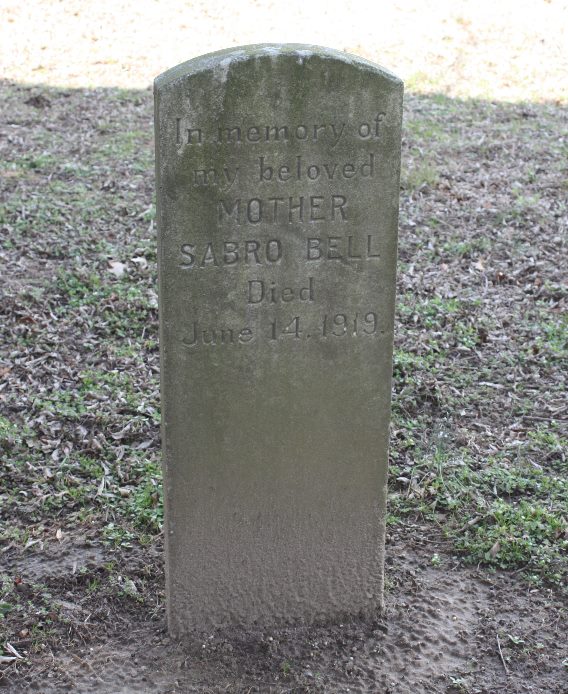 In memory of
my beloved
MOTHER
SABRO BELL
Died
June 14, 1919.